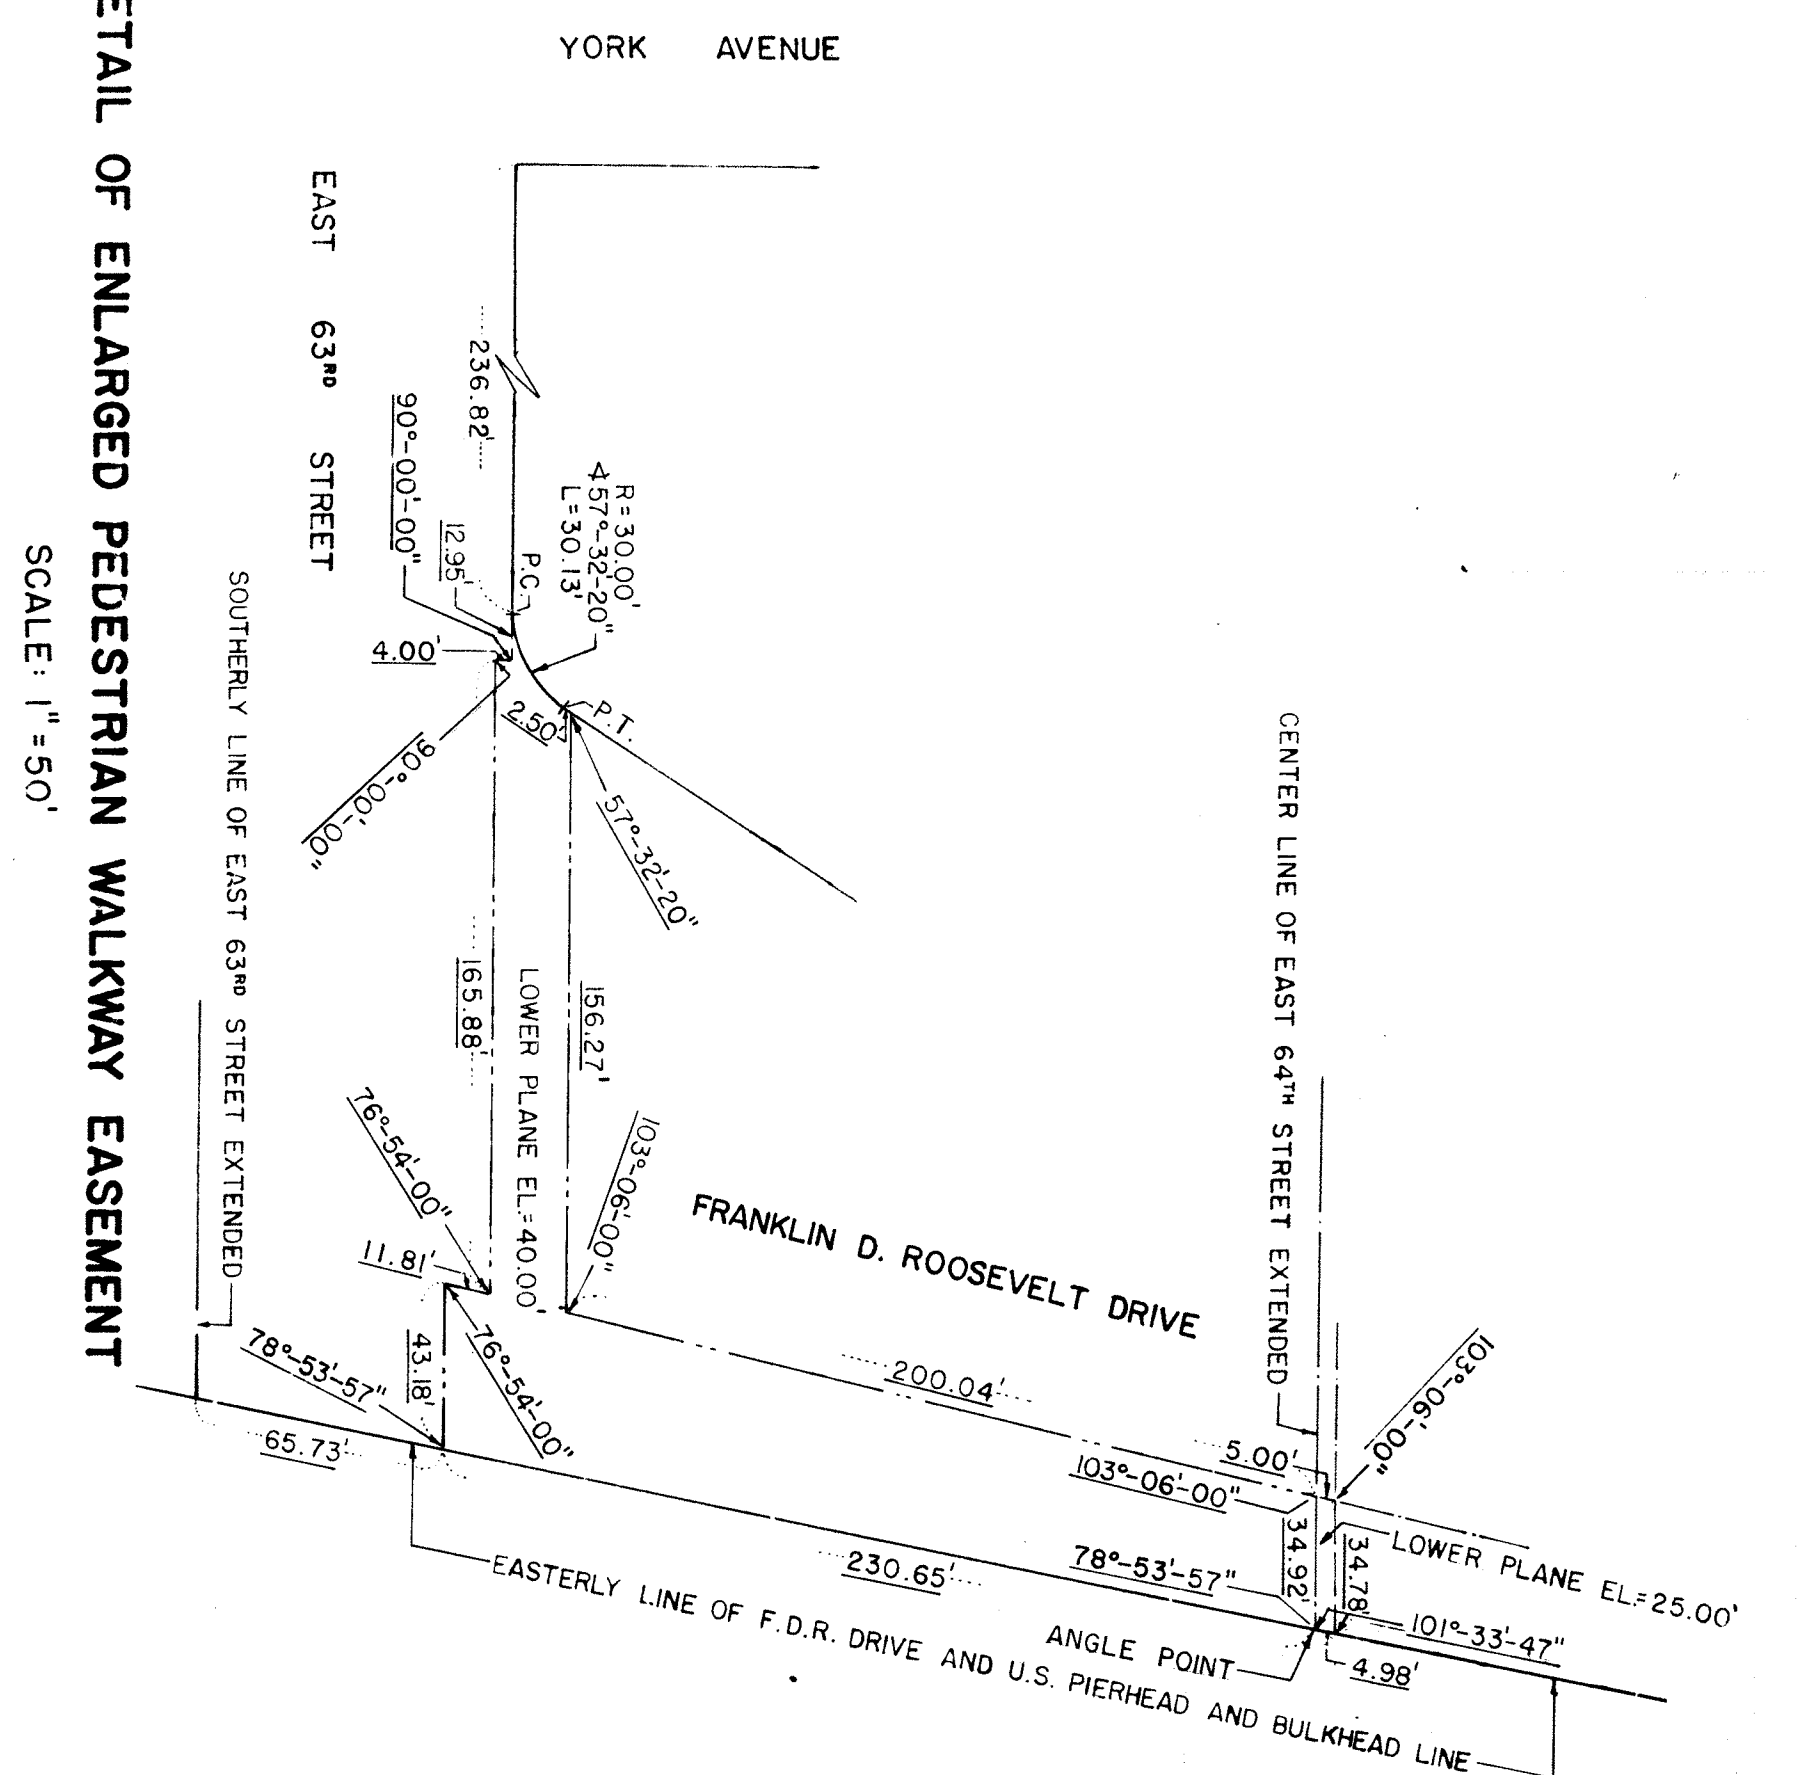 YORK AVENUE
ETAIL OF ENLARGED PEDESTRIAN WALKWAY EASEMENT
SCALE: 1"=50'
EAST 63RD STREET
236.82'
90°-00'-00"
12.95'
P.C.
R=30.00'
∢57°-32'-20"
L=30.13'
4.00'
2.50'
P.T.
90°-00'-00"
57°-32'-20"
SOUTHERLY LINE OF EAST 63RD STREET EXTENDED
165.88'
LOWER PLANE EL.=40.00'
156.27'
76°-54'-00"
103°-06'-00"
11.81'
43.18'
76°-54'-00"
78°-53'-57"
65.73'
FRANKLIN D. ROOSEVELT DRIVE
CENTER LINE OF EAST 64TH STREET EXTENDED
200.04'
5.00'
103°-06'-00"
103°-06'-00"
34.92'
34.78'
LOWER PLANE EL.=25.00'
78°-53'-57"
101°-33'-47"
230.65'
4.98'
ANGLE POINT
EASTERLY LINE OF F.D.R. DRIVE AND U.S. PIERHEAD AND BULKHEAD LINE